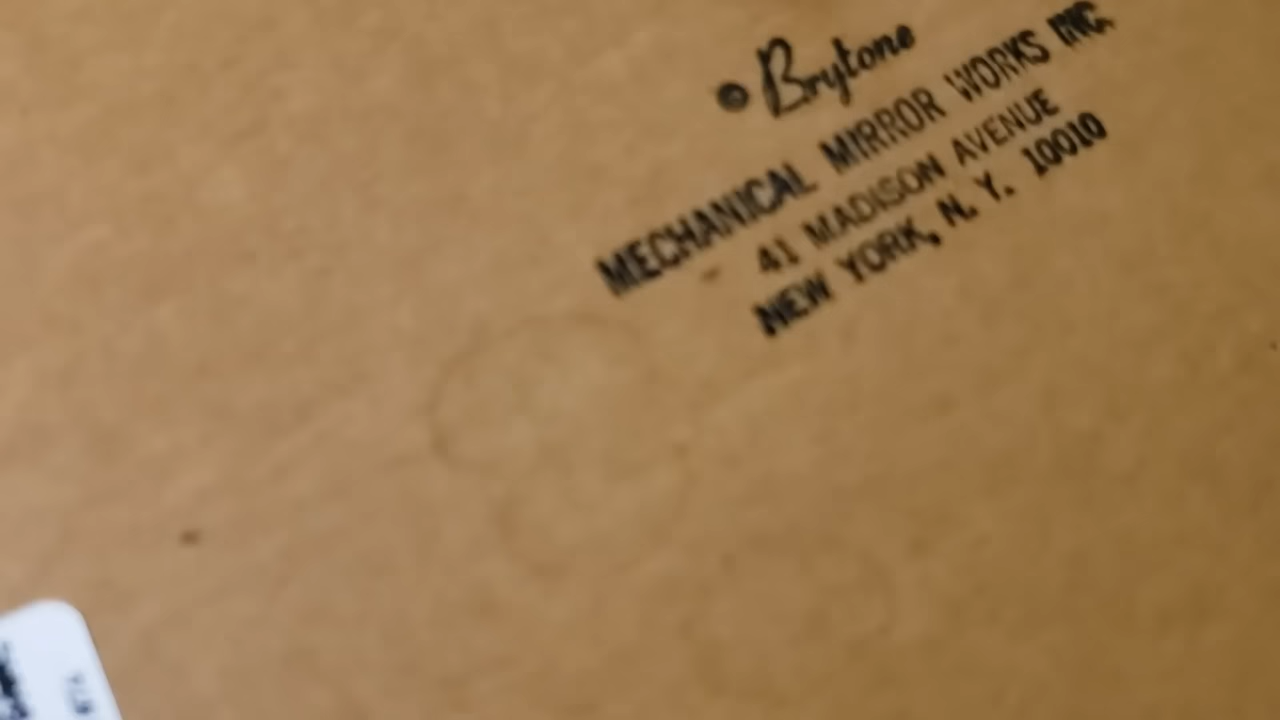 © Brytone
MECHANICAL MIRROR WORKS INC.
41 MADISON AVENUE
NEW YORK, N. Y. 10010